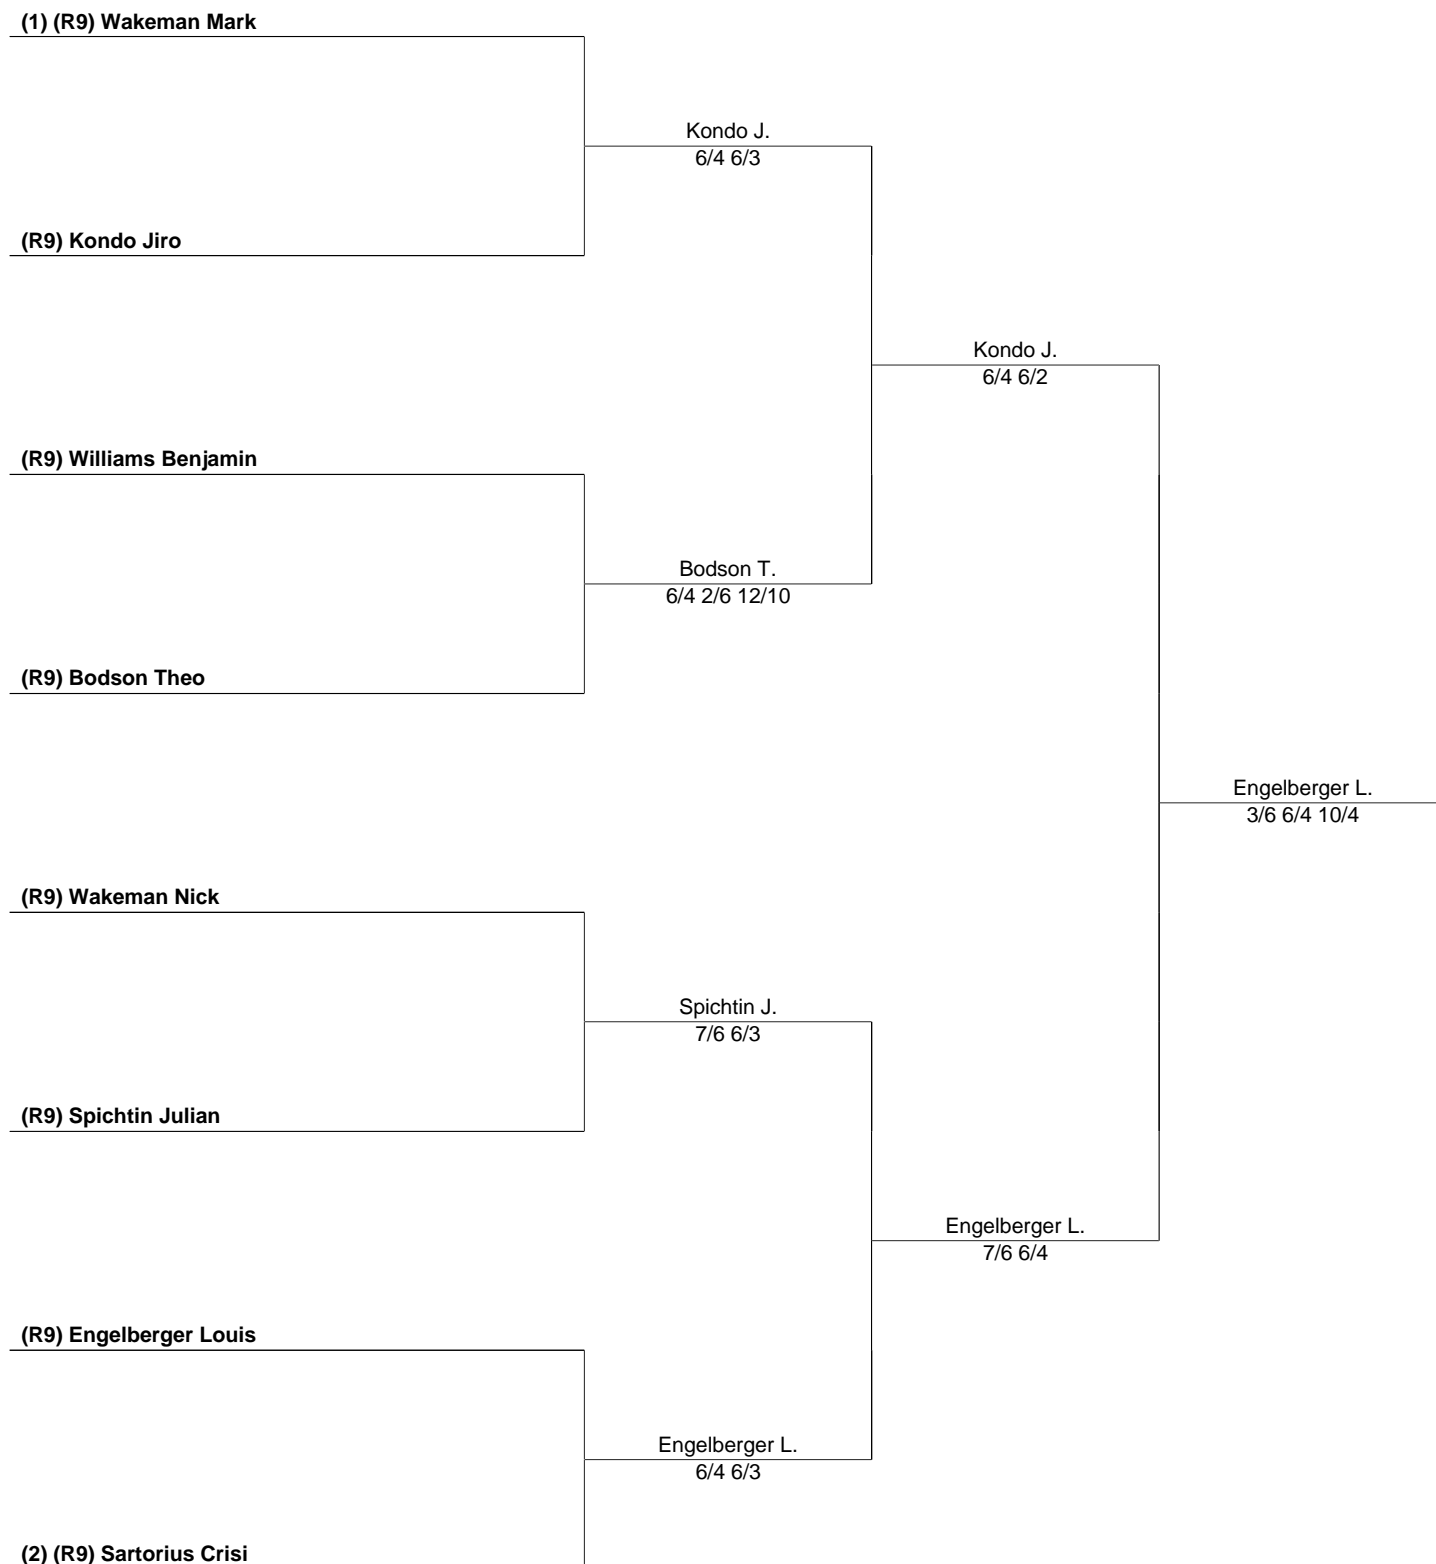 (1) (R9) Wakeman Mark
Kondo J.
6/4 6/3
(R9) Kondo Jiro
Kondo J.
6/4 6/2
(R9) Williams Benjamin
Bodson T.
6/4 2/6 12/10
(R9) Bodson Theo
Engelberger L.
3/6 6/4 10/4
(R9) Wakeman Nick
Spichtin J.
7/6 6/3
(R9) Spichtin Julian
Engelberger L.
7/6 6/4
(R9) Engelberger Louis
Engelberger L.
6/4 6/3
(2) (R9) Sartorius Crisi